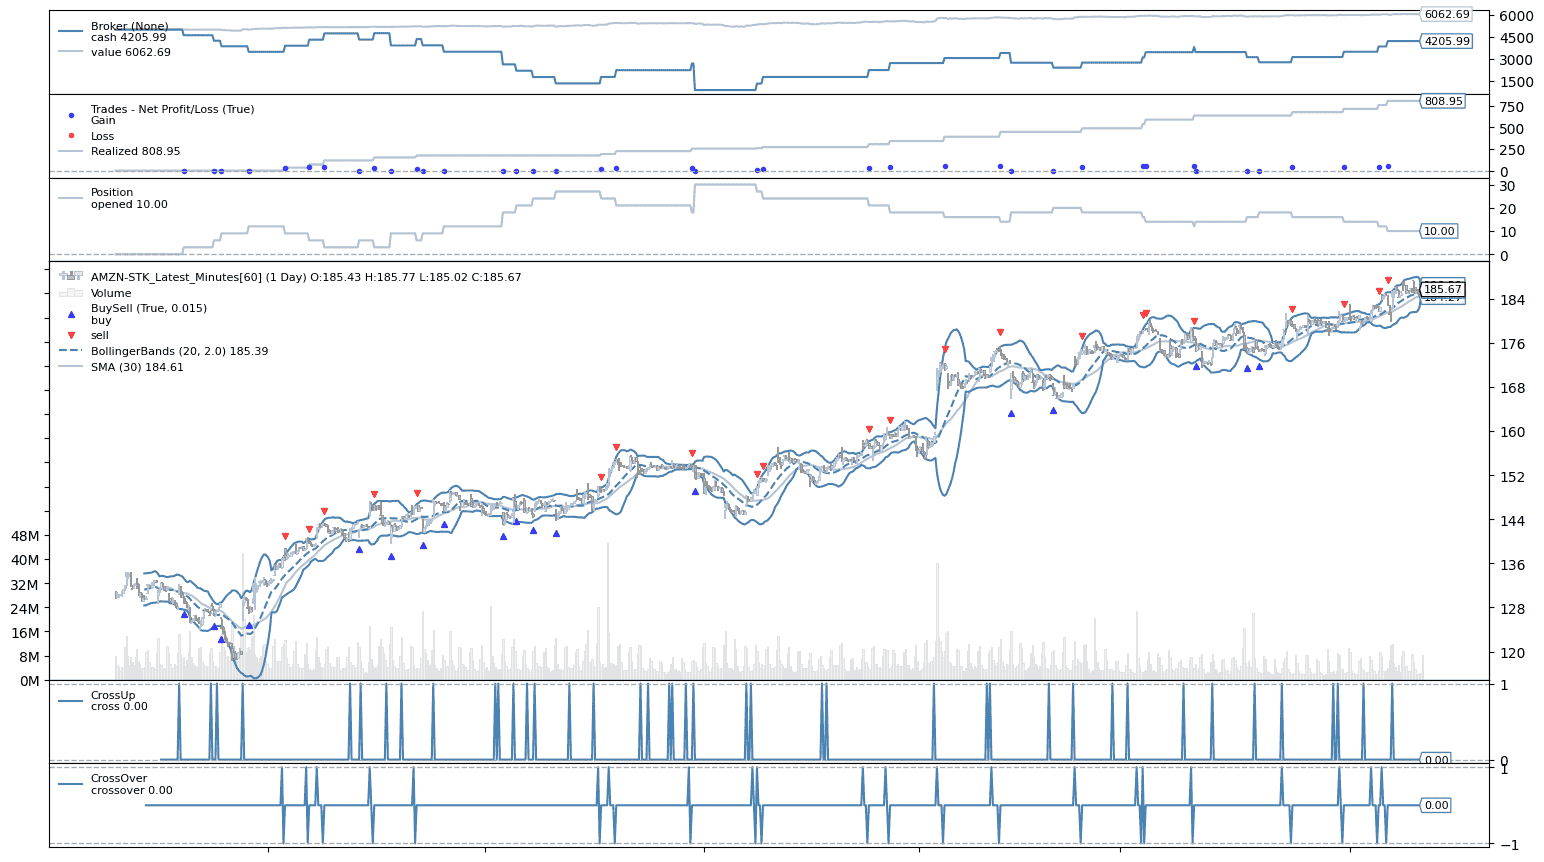 Broker (None)
cash 4205.99
value 6062.69
6062.69
4205.99
6000
4500
3000
1500
Trades - Net Profit/Loss (True)
Gain
Loss
Realized 808.95
808.95
750
500
250
0
Position
opened 10.00
10.00
30
20
10
0
AMZN-STK_Latest_Minutes[60] (1 Day) O:185.43 H:185.77 L:185.02 C:185.67
Volume
BuySell (True, 0.015)
buy
sell
BollingerBands (20, 2.0) 185.39
SMA (30) 184.61
185.67
184
176
168
160
152
144
136
128
120
48M
40M
32M
24M
16M
8M
0M
CrossUp
cross 0.00
0.00
1
0
CrossOver
crossover 0.00
0.00
1
−1